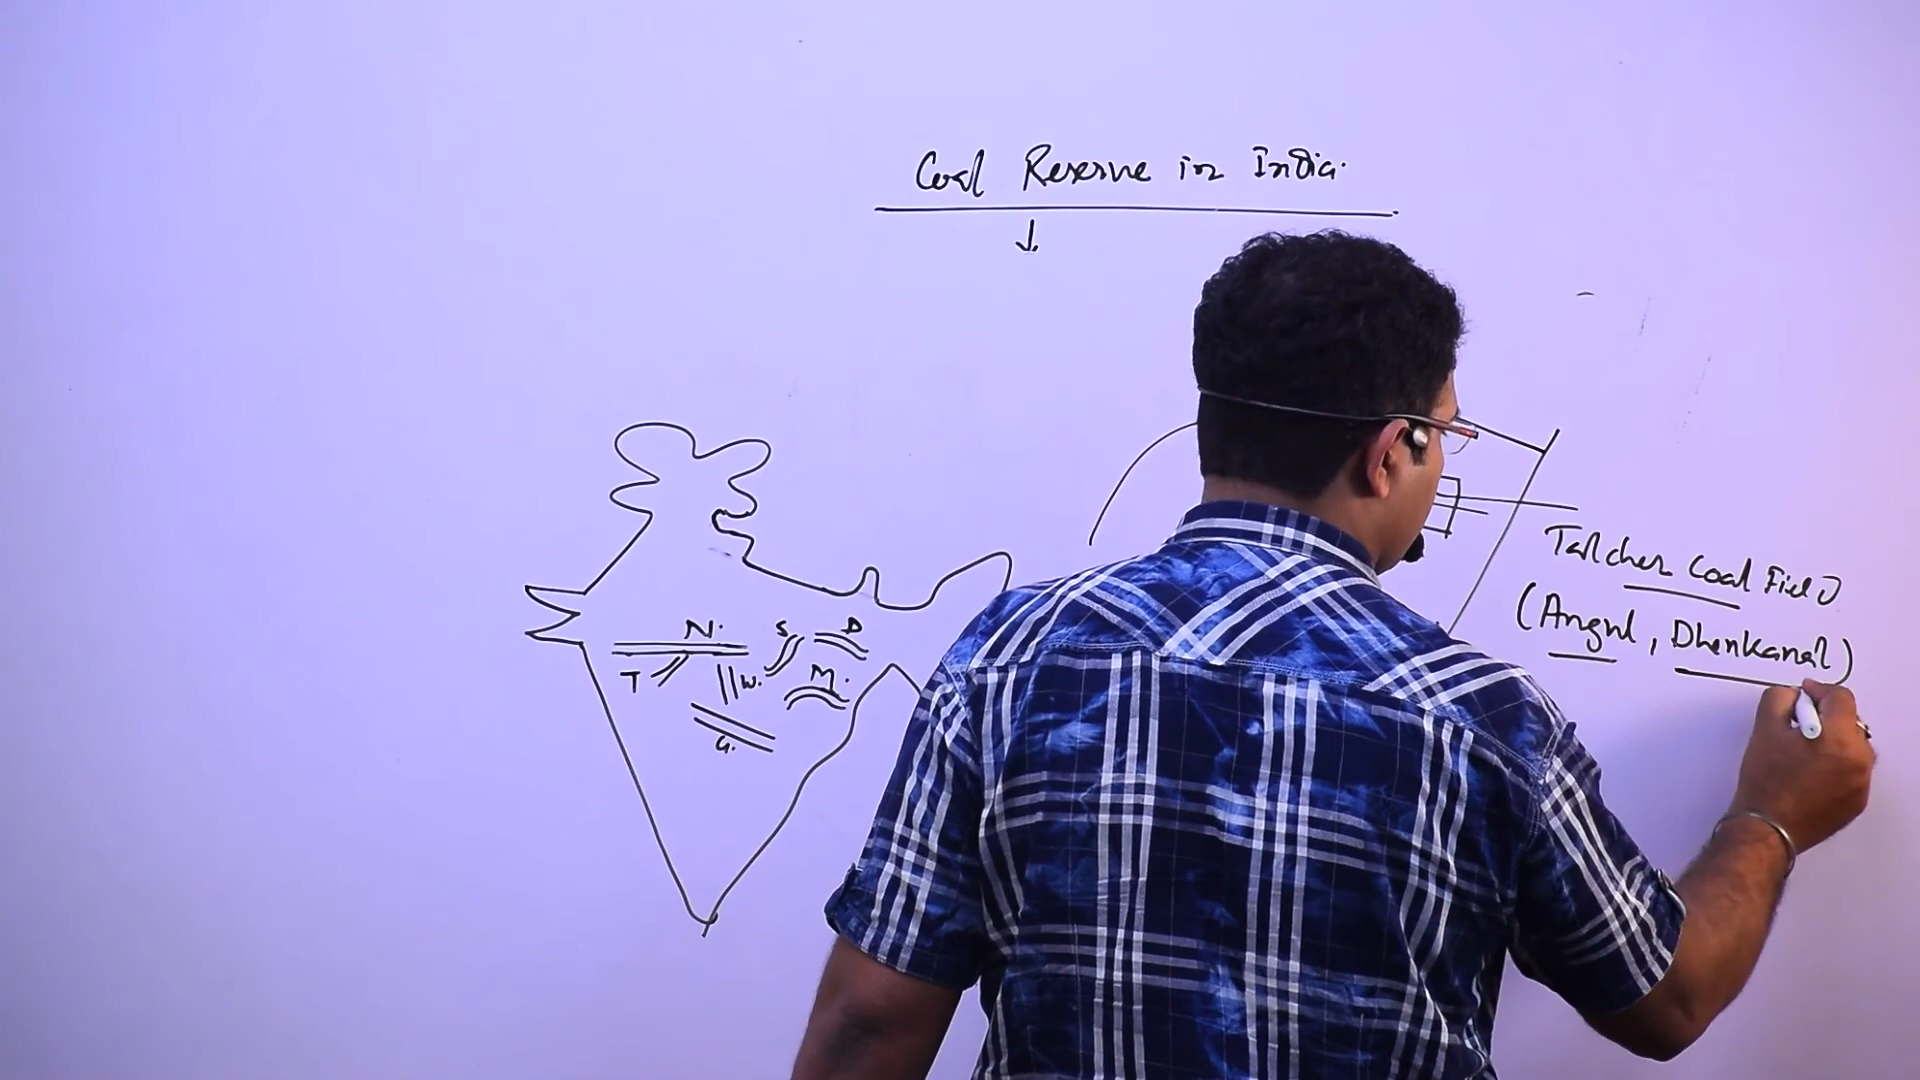 Coal Reserve in India.
N.
S
D
T
W.
M.
G.
Talcher Coal Field
(Angul, Dhenkanal)